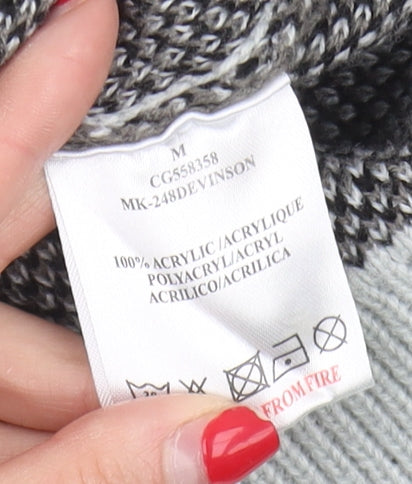 M
CG558358
MK-248DEVINSON
100% ACRYLIC/ACRYLIQUE
POLYACRYL/ACRYL
ACRILICO/ACRILICA
FROM FIRE